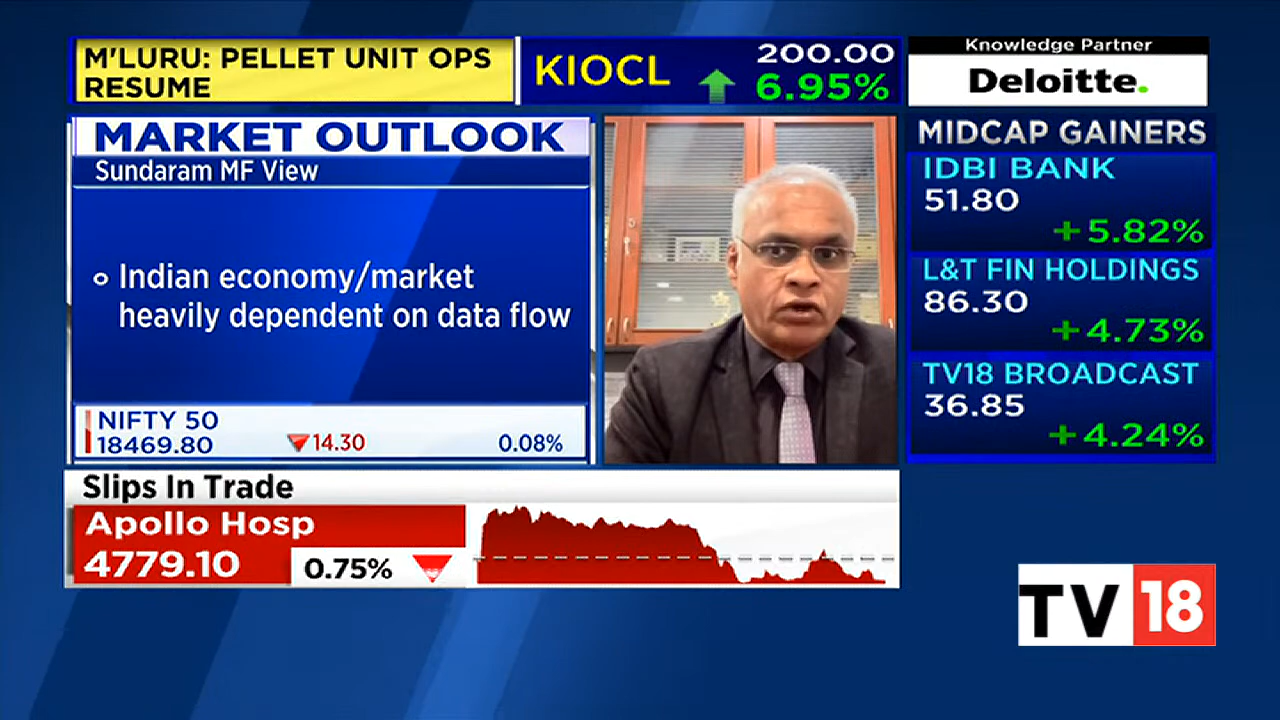 M'LURU: PELLET UNIT OPS
RESUME
KIOCL
200.00
6.95%
Knowledge Partner
Deloitte.
MARKET OUTLOOK
Sundaram MF View
Indian economy/market
heavily dependent on data flow
NIFTY 50
18469.80
14.30
0.08%
MIDCAP GAINERS
IDBI BANK
51.80
+5.82%
L&T FIN HOLDINGS
86.30
+4.73%
TV18 BROADCAST
36.85
+4.24%
Slips In Trade
Apollo Hosp
4779.10
0.75%
TV18